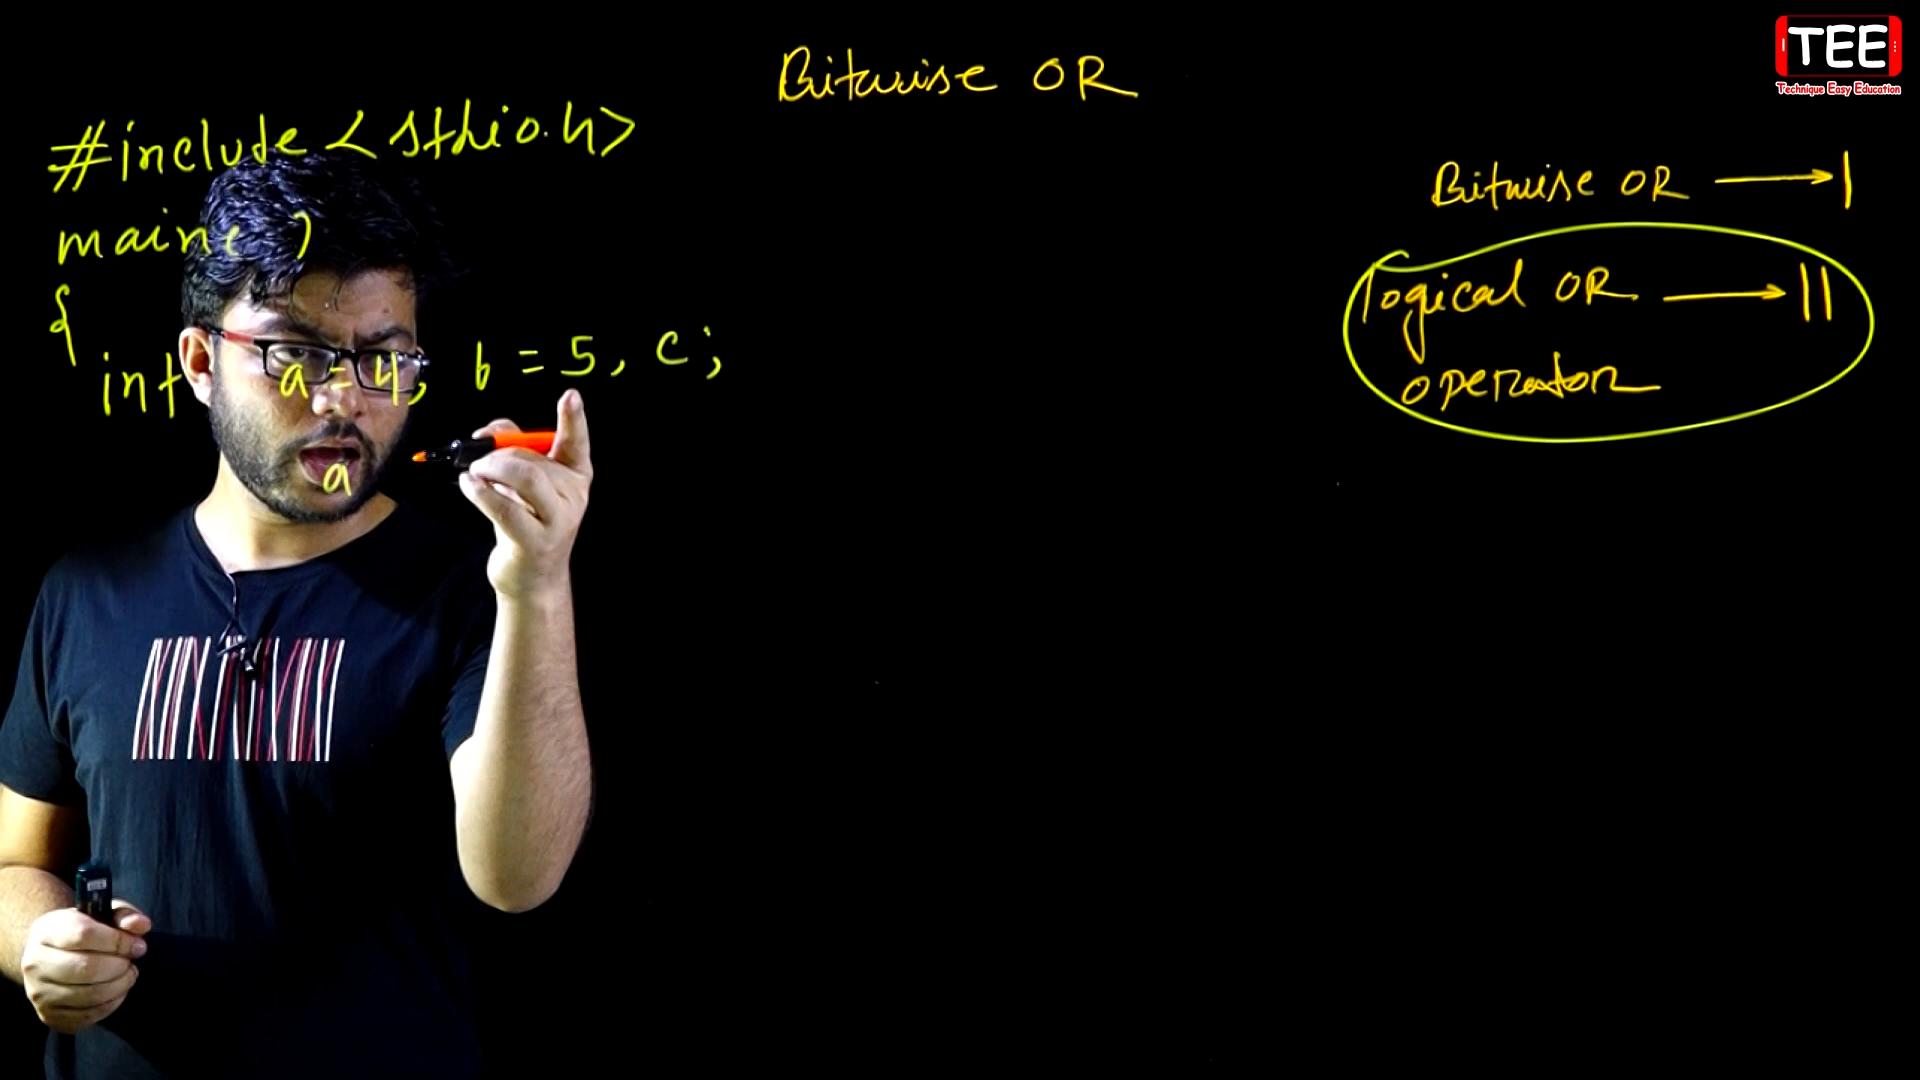 TEE
Technique Easy Education
Bitwise OR
#include <stdio.h>
main( )
{
int a = 4, b = 5, c;
a
Bitwise OR → |
logical OR → ||
operator